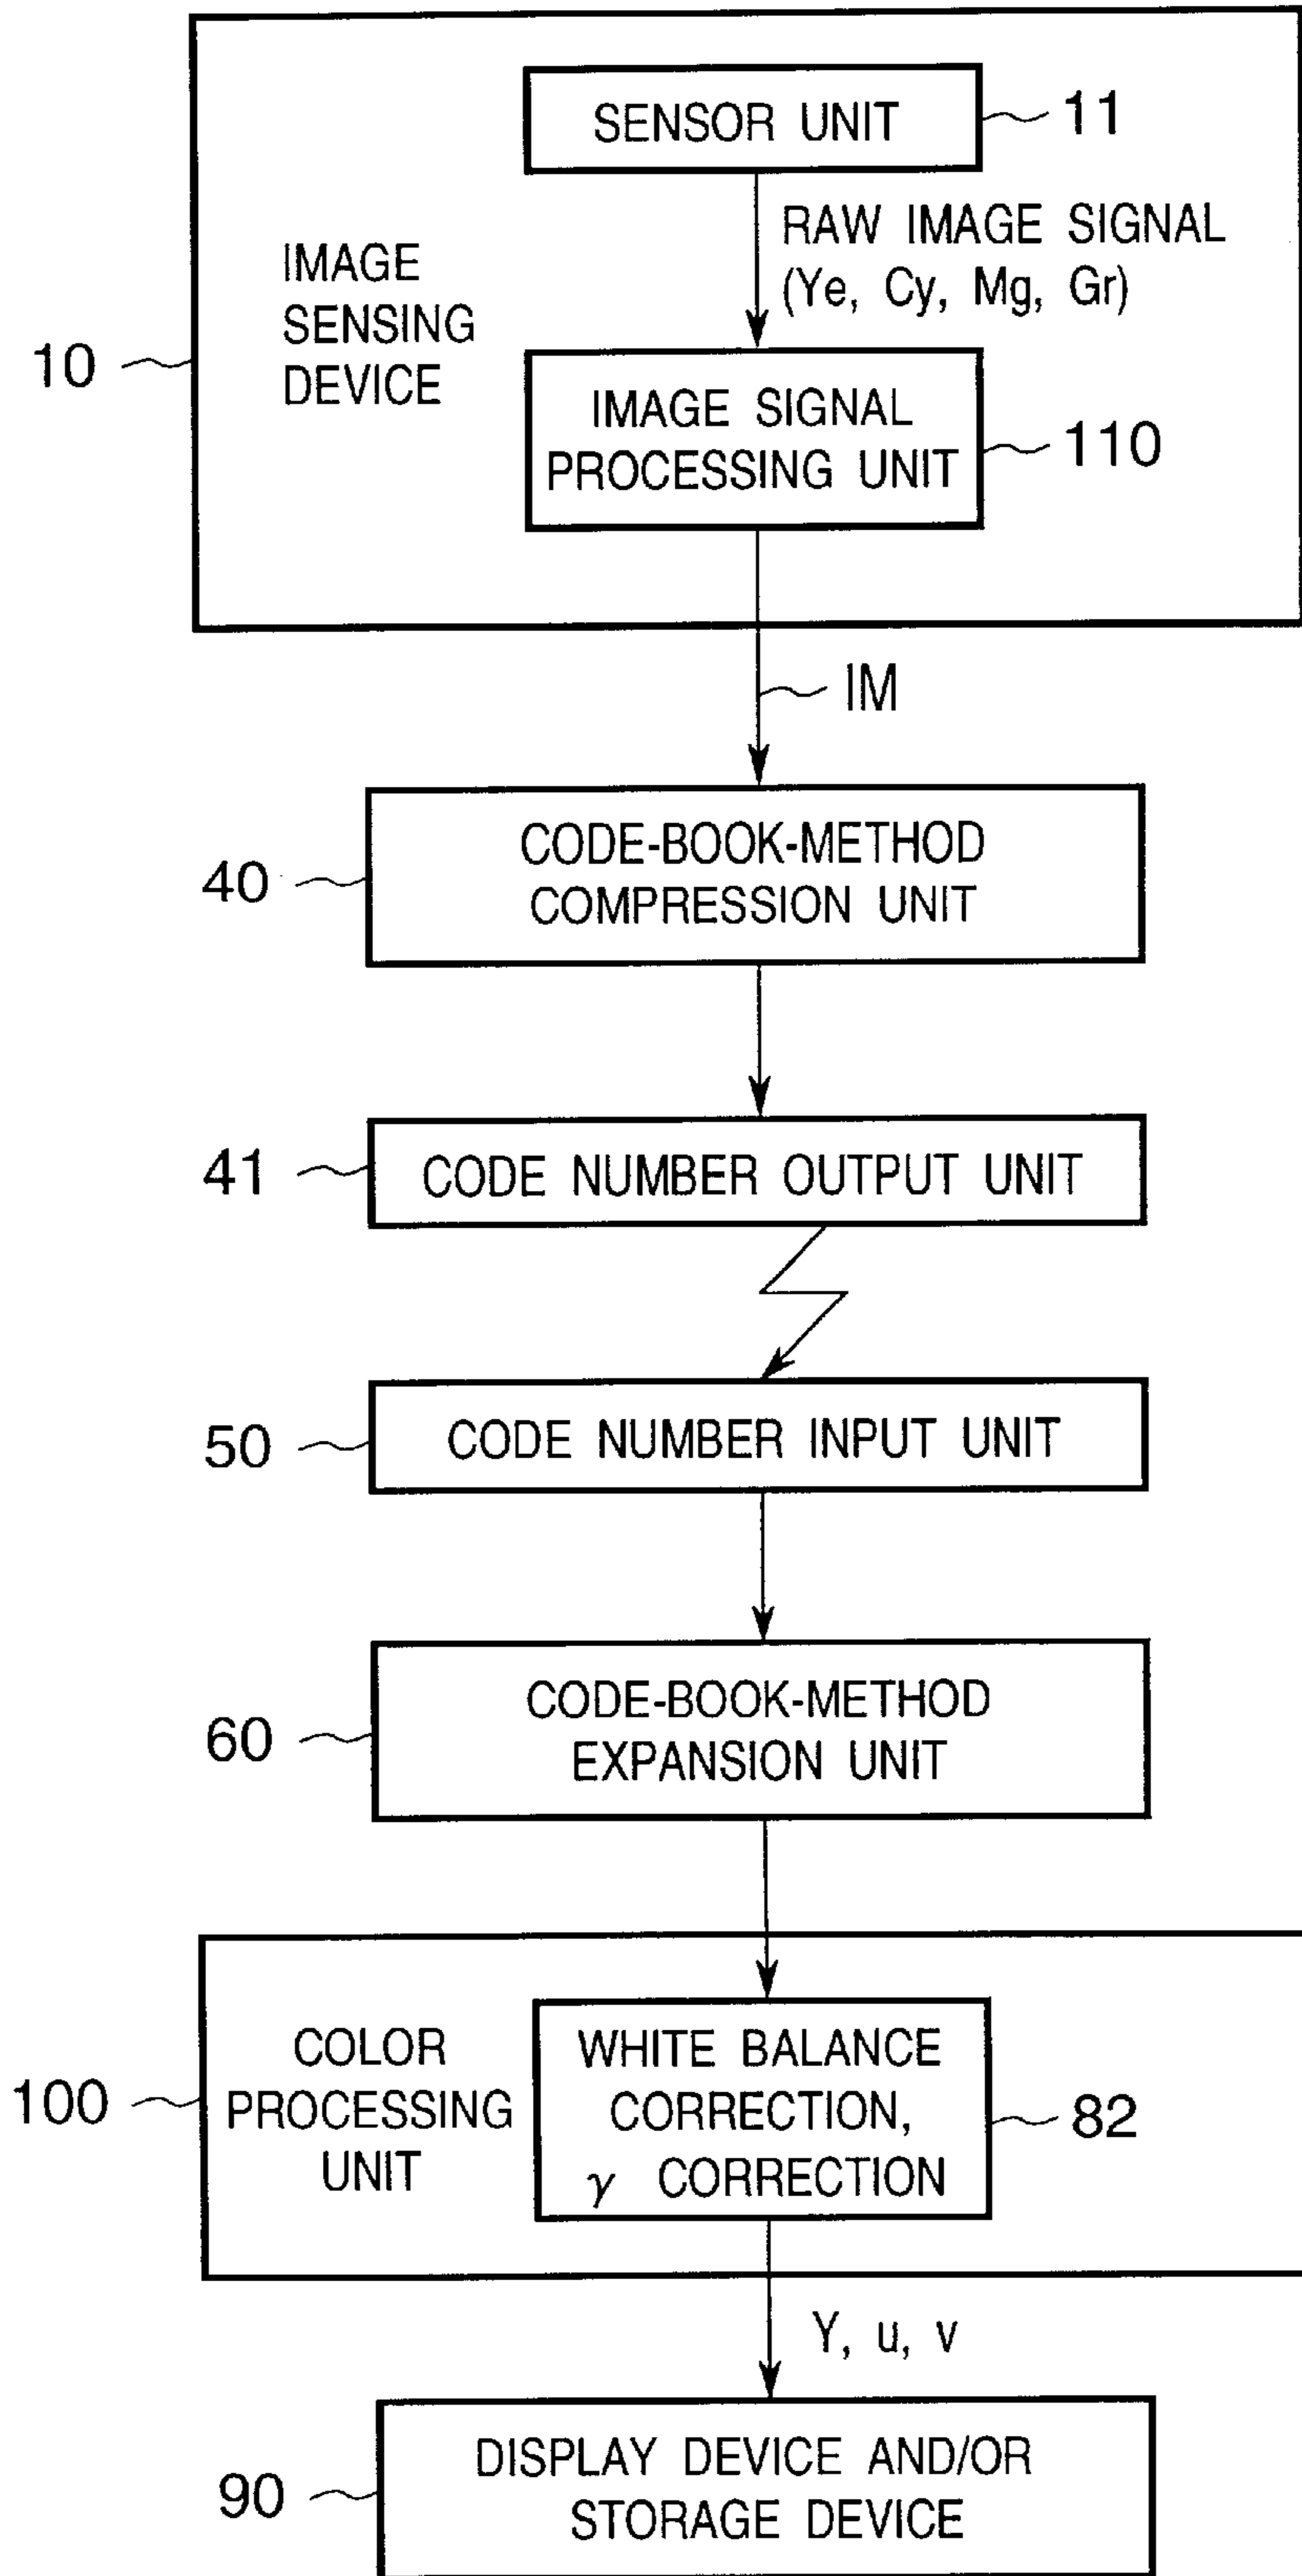 SENSOR UNIT
11
RAW IMAGE SIGNAL
(Ye, Cy, Mg, Gr)
IMAGE
SENSING
DEVICE
10
IMAGE SIGNAL
PROCESSING UNIT
110
IM
CODE-BOOK-METHOD
COMPRESSION UNIT
40
CODE NUMBER OUTPUT UNIT
41
CODE NUMBER INPUT UNIT
50
CODE-BOOK-METHOD
EXPANSION UNIT
60
COLOR
PROCESSING
UNIT
100
WHITE BALANCE
CORRECTION,
γ CORRECTION
82
Y, u, v
DISPLAY DEVICE AND/OR
STORAGE DEVICE
90